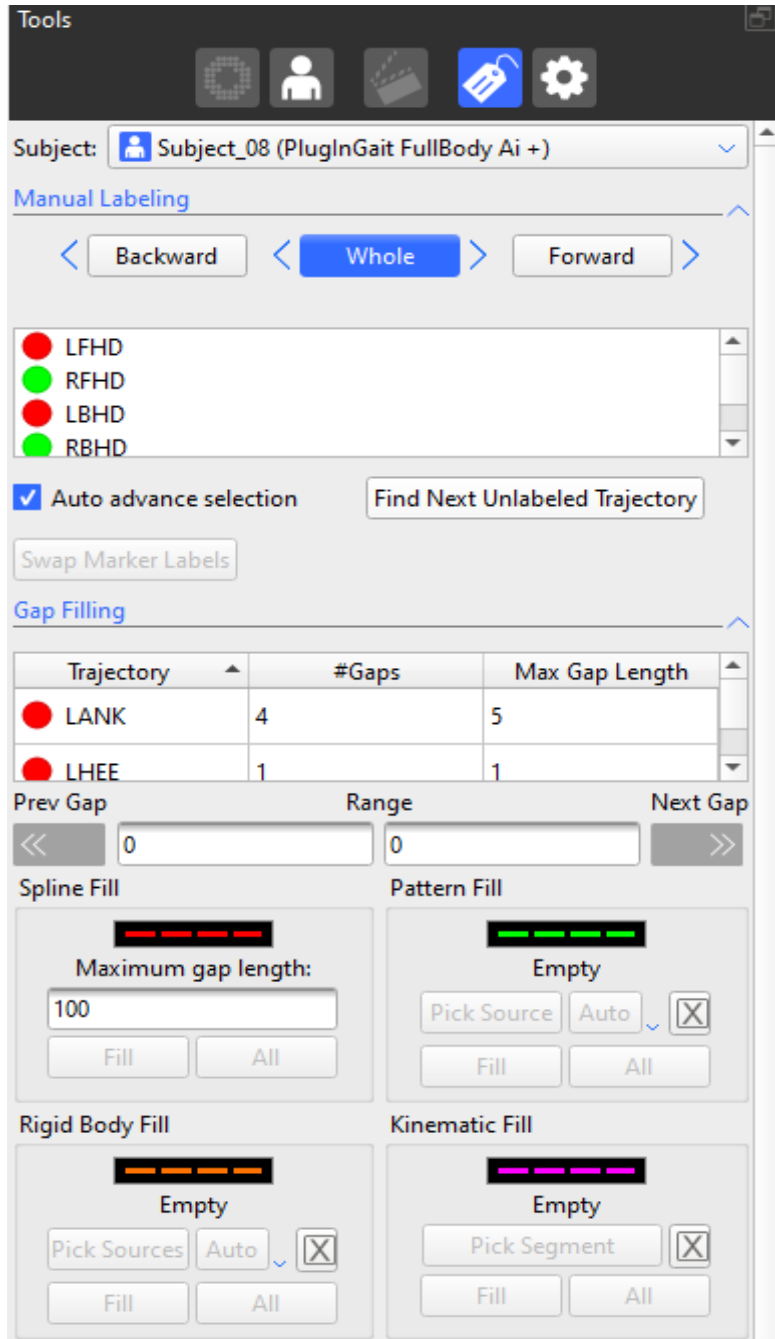 Tools
Subject: Subject_08 (PlugInGait FullBody Ai +)
Manual Labeling
Backward Whole Forward
LFHD
RFHD
LBHD
RBHD
Auto advance selection Find Next Unlabeled Trajectory
Swap Marker Labels
Gap Filling
Trajectory #Gaps Max Gap Length
LANK 4 5
LHEE 1 1
Prev Gap Range Next Gap
0 0
Spline Fill Pattern Fill
Maximum gap length: Empty
100 Pick Source Auto X
Fill All Fill All
Rigid Body Fill Kinematic Fill
Empty Empty
Pick Sources Auto X Pick Segment X
Fill All Fill All